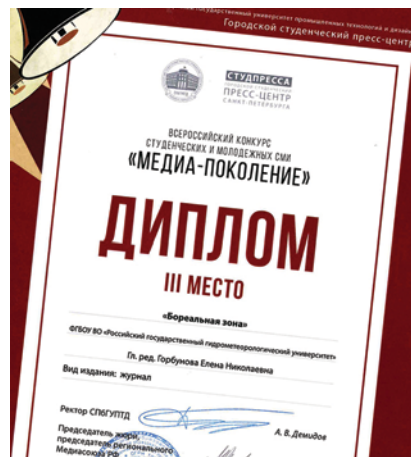 государственный университет промышленных технологий и дизайна
Городской студенческий пресс-центр
СТУДПРЕССА
ГОРОДСКОЙ СТУДЕНЧЕСКИЙ
ПРЕСС-ЦЕНТР
САНКТ-ПЕТЕРБУРГА
ВСЕРОССИЙСКИЙ КОНКУРС
СТУДЕНЧЕСКИХ И МОЛОДЕЖНЫХ СМИ
«МЕДИА-ПОКОЛЕНИЕ»
ДИПЛОМ
III МЕСТО
«Бореальная зона»
ФГБОУ ВО «Российский государственный гидрометеорологический университет»
Гл. ред. Горбунова Елена Николаевна
Вид издания: журнал
Ректор СПбГУПТД
А. В. Демидов
Председатель жюри,
председатель регионального
Медиасоюза РФ